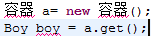 容器 a= new 容器();
Boy boy = a.get();